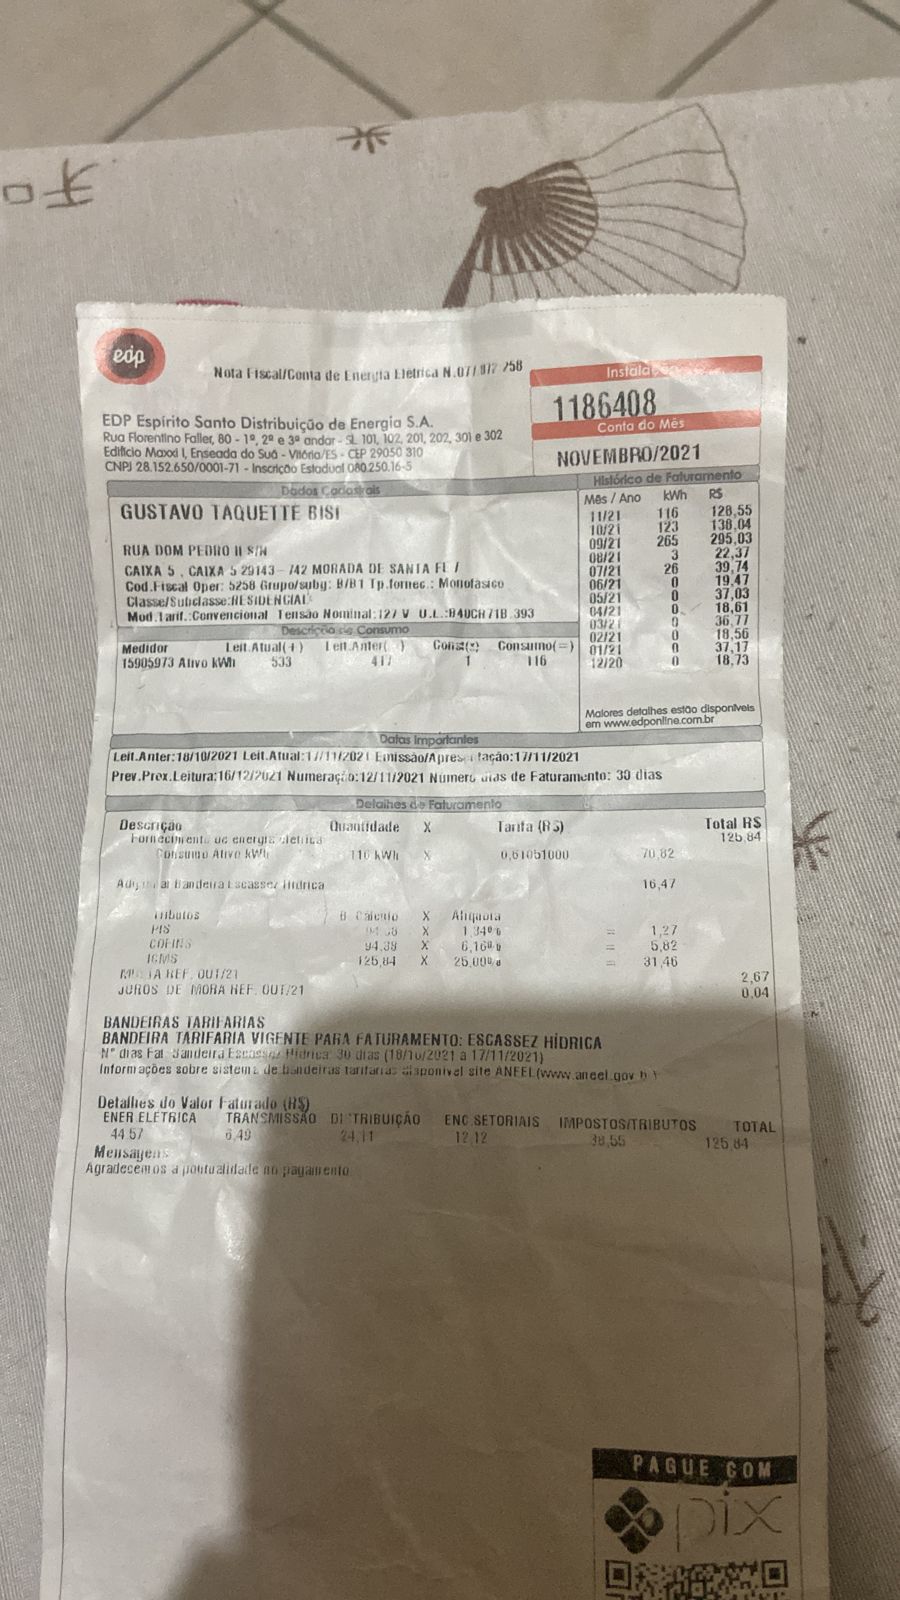 edp
Nota Fiscal/Conta de Energia Elétrica N.077.972.258
Instalação
1186408
Conta do Mês
NOVEMBRO/2021
EDP Espírito Santo Distribuição de Energia S.A.
Rua Florentino Faller, 80 - 1º, 2º e 3º andar - SL 101, 102, 201, 202, 301 e 302
Edifício Maxxi I, Enseada do Suá - Vitória/ES - CEP 29050 310
CNPJ 28.152.650/0001-71 - Inscrição Estadual 080.250.16-5
Dados Cadastrais
GUSTAVO TAQUETTE BISI
RUA DOM PEDRO II S/N
CAIXA 5 , CAIXA 5 29143-742 MORADA DE SANTA FE /
Cod.Fiscal Oper: 5258 Grupo/subg: B/B1 Tp.fornec.: Monofasico
Classe/Subclasse:RESIDENCIAL
Mod.Tarif.:Convencional Tensão Nominal:127 V U.L.:B40CR71B 393
Histórico de Faturamento
Mês / Ano kWh R$
11/21 116 128,55
10/21 123 138,04
09/21 265 295,03
08/21 3 22,37
07/21 26 39,74
06/21 0 19,47
05/21 0 37,03
04/21 0 18,61
03/21 0 36,77
02/21 0 18,56
01/21 0 37,17
12/20 0 18,73
Maiores detalhes estão disponíveis
em www.edponline.com.br
Descrição de Consumo
Medidor Leit.Atual(+) Leit.Anter(-) Const(x) Consumo(=)
15905973 Ativo kWh 533 417 1 116
Datas Importantes
Leit.Anter:18/10/2021 Leit.Atual:17/11/2021 Emissão/Apresentação:17/11/2021
Prev.Prox.Leitura:16/12/2021 Numeração:12/11/2021 Número dias de Faturamento: 30 dias
Detalhes de Faturamento
Descrição Quantidade X Tarifa (R$) Total R$
Fornecimento de energia elétrica 125,84
Consumo Ativo kWh 116 kWh X 0,61051000 70,82
Adicional Bandeira Escassez Hídrica 16,47
Tributos B. Cálculo X Alíquota
PIS 94,38 X 1,34% = 1,27
COFINS 94,38 X 6,16% = 5,82
ICMS 125,84 X 25,00% = 31,46
MULTA REF. OUT/21 2,67
JUROS DE MORA REF. OUT/21 0,04
BANDEIRAS TARIFARIAS
BANDEIRA TARIFARIA VIGENTE PARA FATURAMENTO: ESCASSEZ HÍDRICA
N° dias Fat. Bandeira Escassez Hídrica: 30 dias (18/10/2021 a 17/11/2021)
Informações sobre sistema de bandeiras tarifárias disponível site ANEEL(www.aneel.gov.b
Detalhes do Valor Faturado (R$)
ENER ELETRICA TRANSMISSÃO DISTRIBUIÇÃO ENC SETORIAIS IMPOSTOS/TRIBUTOS TOTAL
44,57 6,49 24,11 12,12 38,55 125,84
Mensagens
Agradecemos a pontualidade no pagamento
PAGUE COM
pix